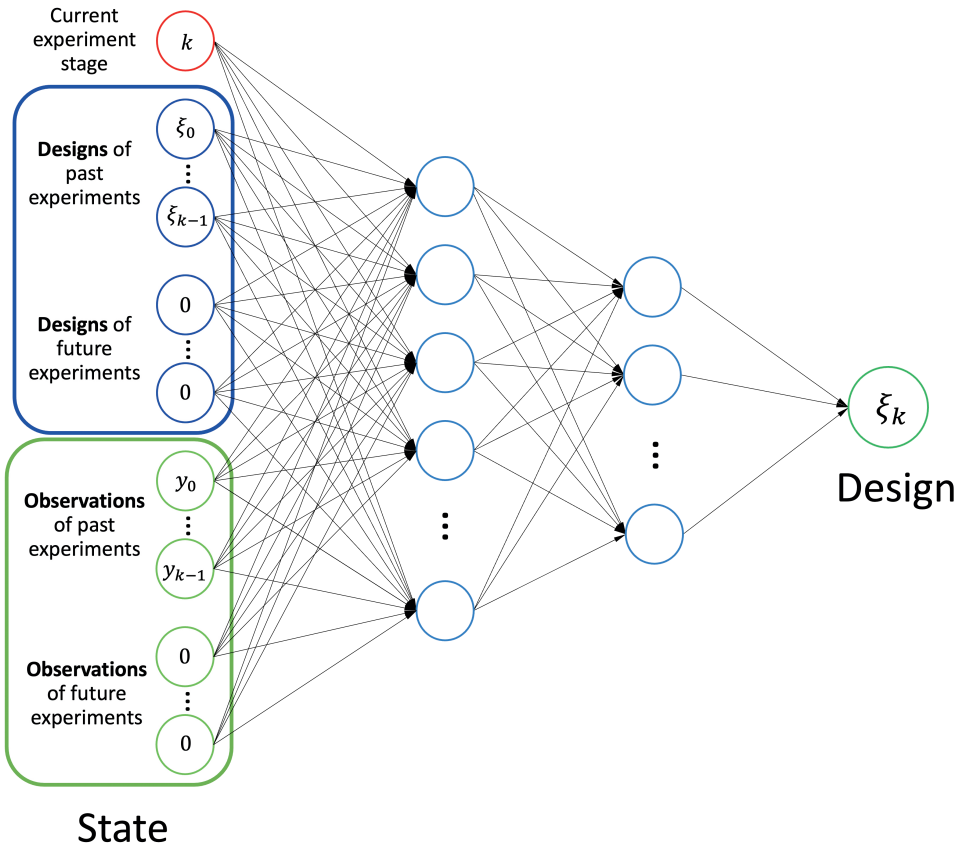 Current
experiment
stage
k
Designs of
past
experiments
ξ₀
ξₖ₋₁
Designs of
future
experiments
0
0
Observations
of past
experiments
y₀
yₖ₋₁
Observations
of future
experiments
0
0
State
ξₖ
Design